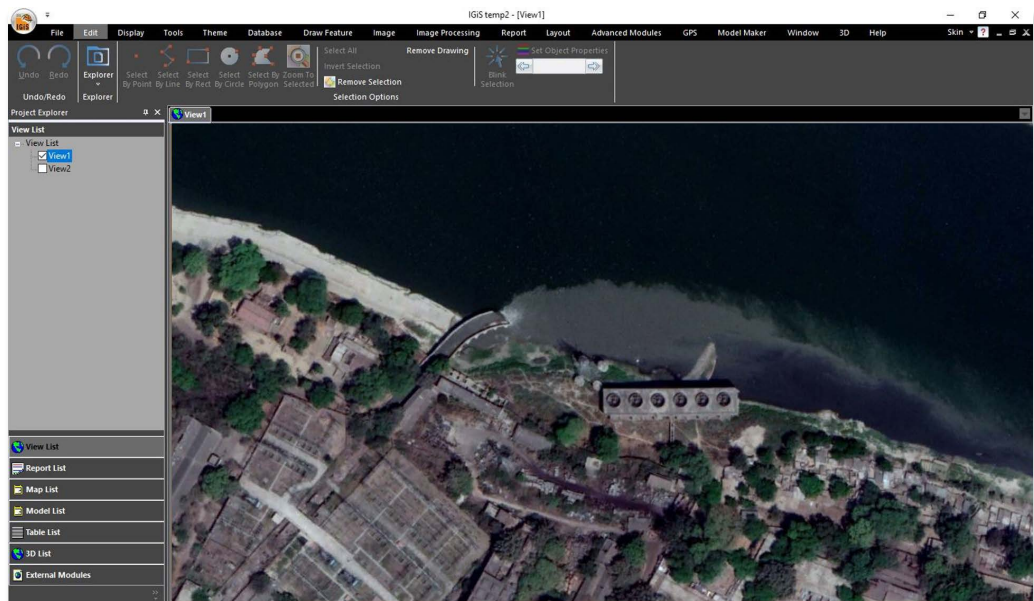 IGiS temp2 - [View1]
IGiS
File Edit Display Tools Theme Database Draw Feature Image Image Processing Report Layout Advanced Modules GPS Model Maker Window 3D Help Skin
Undo Redo
Undo/Redo
Explorer
Explorer
Select By Point
Select By Line
Select By Rect
Select By Circle
Select By Polygon
Zoom To Selected
Select All
Invert Selection
Remove Selection
Selection Options
Remove Drawing
Blink Selection
Set Object Properties
Project Explorer
View List
View List
View1
View2
View1
View List
Report List
Map List
Model List
Table List
3D List
External Modules